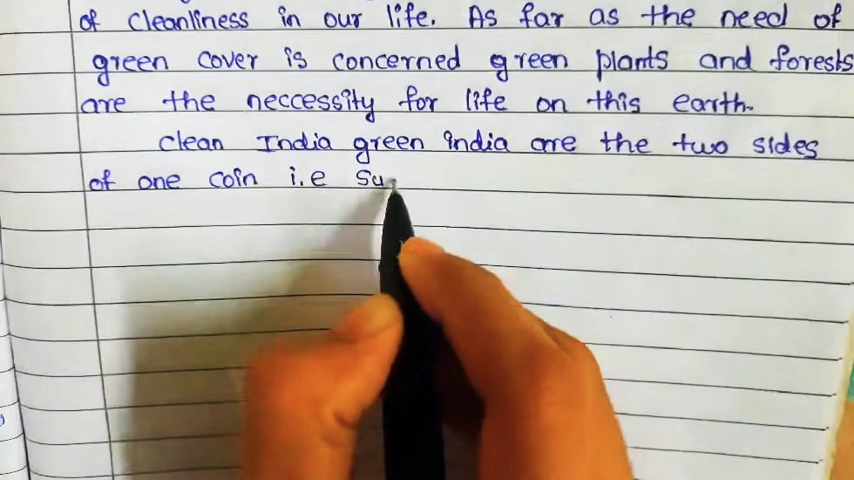 of cleanliness in our life. As far as the need of
green cover is concerned green plants and forests
are the neccessity for life on this earth.
clean India green india are the two sides
of one coin i.e Su